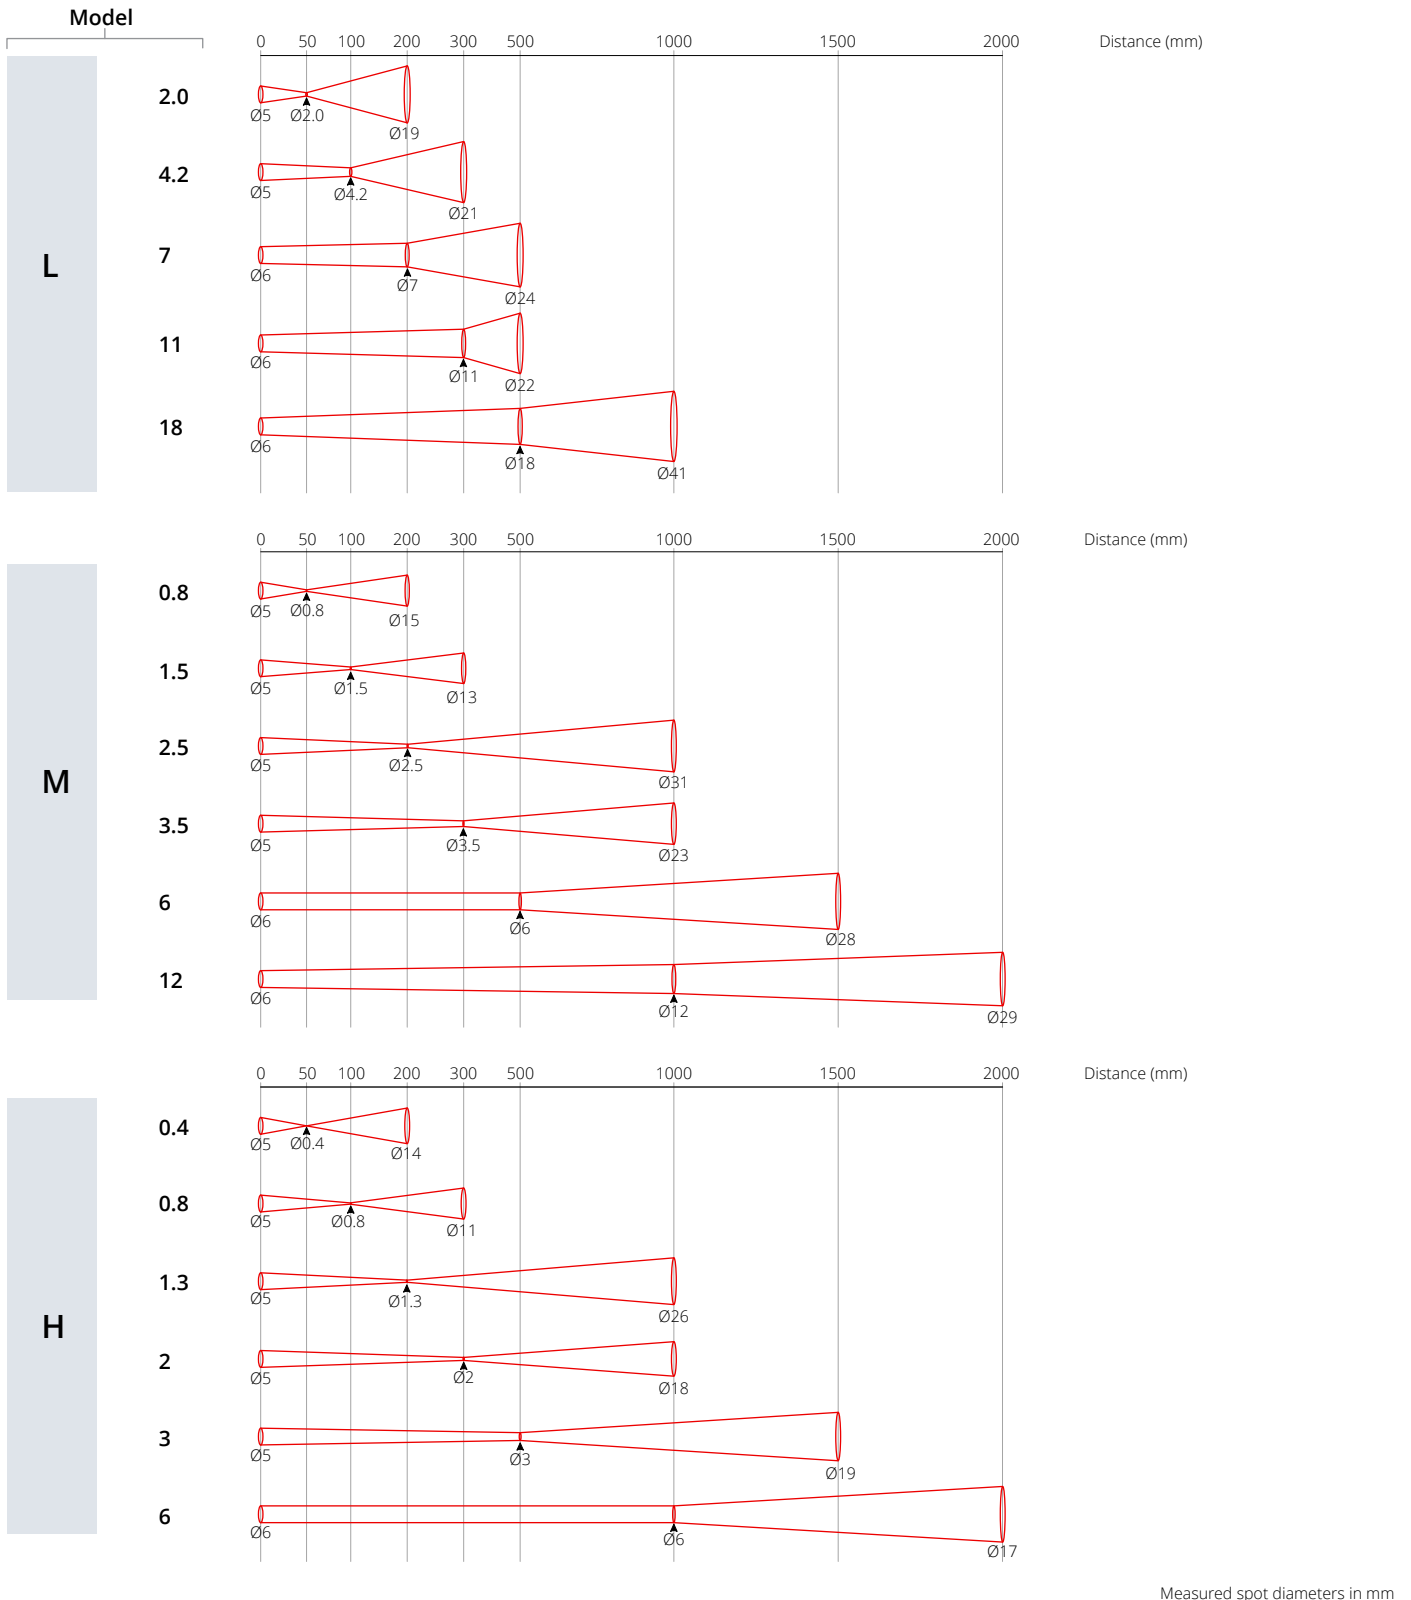 Model
0 50 100 200 300 500 1000 1500 2000 Distance (mm)
2.0
Ø5 Ø2.0 Ø19
4.2
Ø5 Ø4.2 Ø21
L
7
Ø6 Ø7 Ø24
11
Ø6 Ø11 Ø22
18
Ø6 Ø18 Ø41
0 50 100 200 300 500 1000 1500 2000 Distance (mm)
0.8
Ø5 Ø0.8 Ø15
1.5
Ø5 Ø1.5 Ø13
2.5
Ø5 Ø2.5 Ø31
M
3.5
Ø5 Ø3.5 Ø23
6
Ø6 Ø6 Ø28
12
Ø6 Ø12 Ø29
0 50 100 200 300 500 1000 1500 2000 Distance (mm)
0.4
Ø5 Ø0.4 Ø14
0.8
Ø5 Ø0.8 Ø11
1.3
Ø5 Ø1.3 Ø26
H
2
Ø5 Ø2 Ø18
3
Ø5 Ø3 Ø19
6
Ø6 Ø6 Ø17
Measured spot diameters in mm